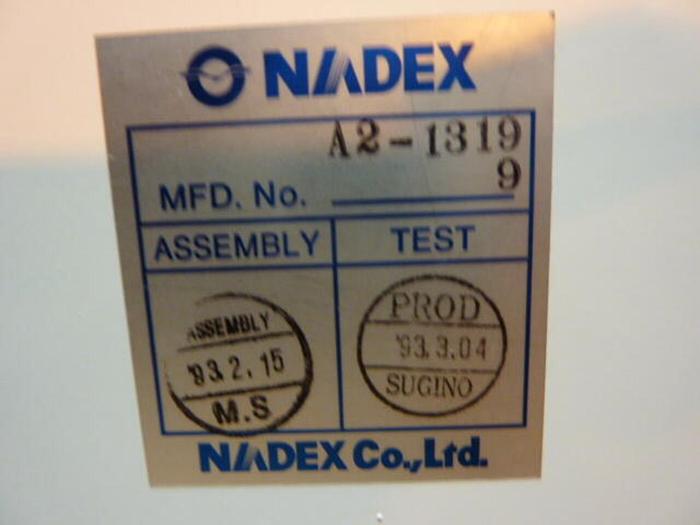 NADEX
A2-1319
9
MFD. No.
ASSEMBLY TEST
ASSEMBLY
'93.2.15
M.S
PROD
'93.3.04
SUGINO
NADEX Co.,Ltd.